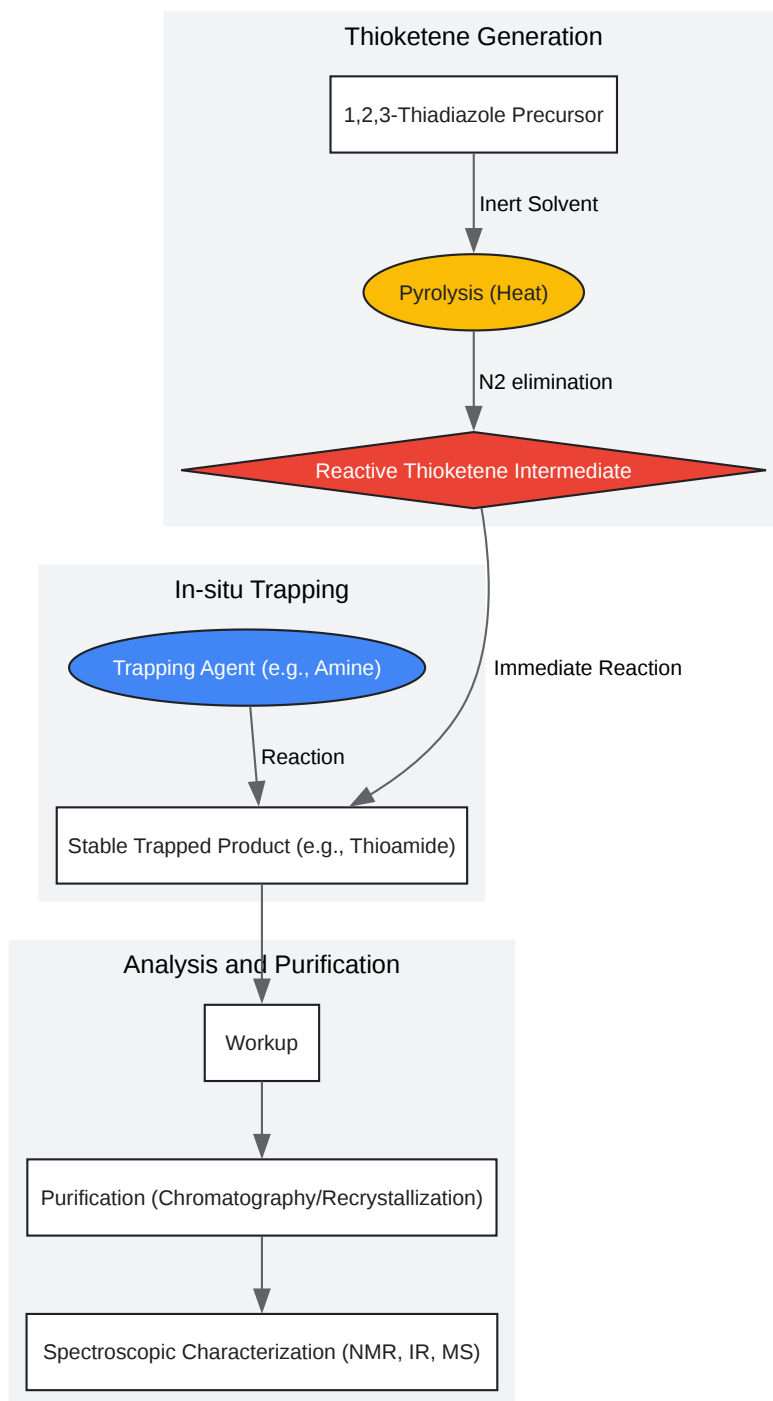 Thioketene Generation
1,2,3-Thiadiazole Precursor
Inert Solvent
Pyrolysis (Heat)
N2 elimination
Reactive Thioketene Intermediate
In-situ Trapping
Trapping Agent (e.g., Amine)
Immediate Reaction
Reaction
Stable Trapped Product (e.g., Thioamide)
Analysis and Purification
Workup
Purification (Chromatography/Recrystallization)
Spectroscopic Characterization (NMR, IR, MS)